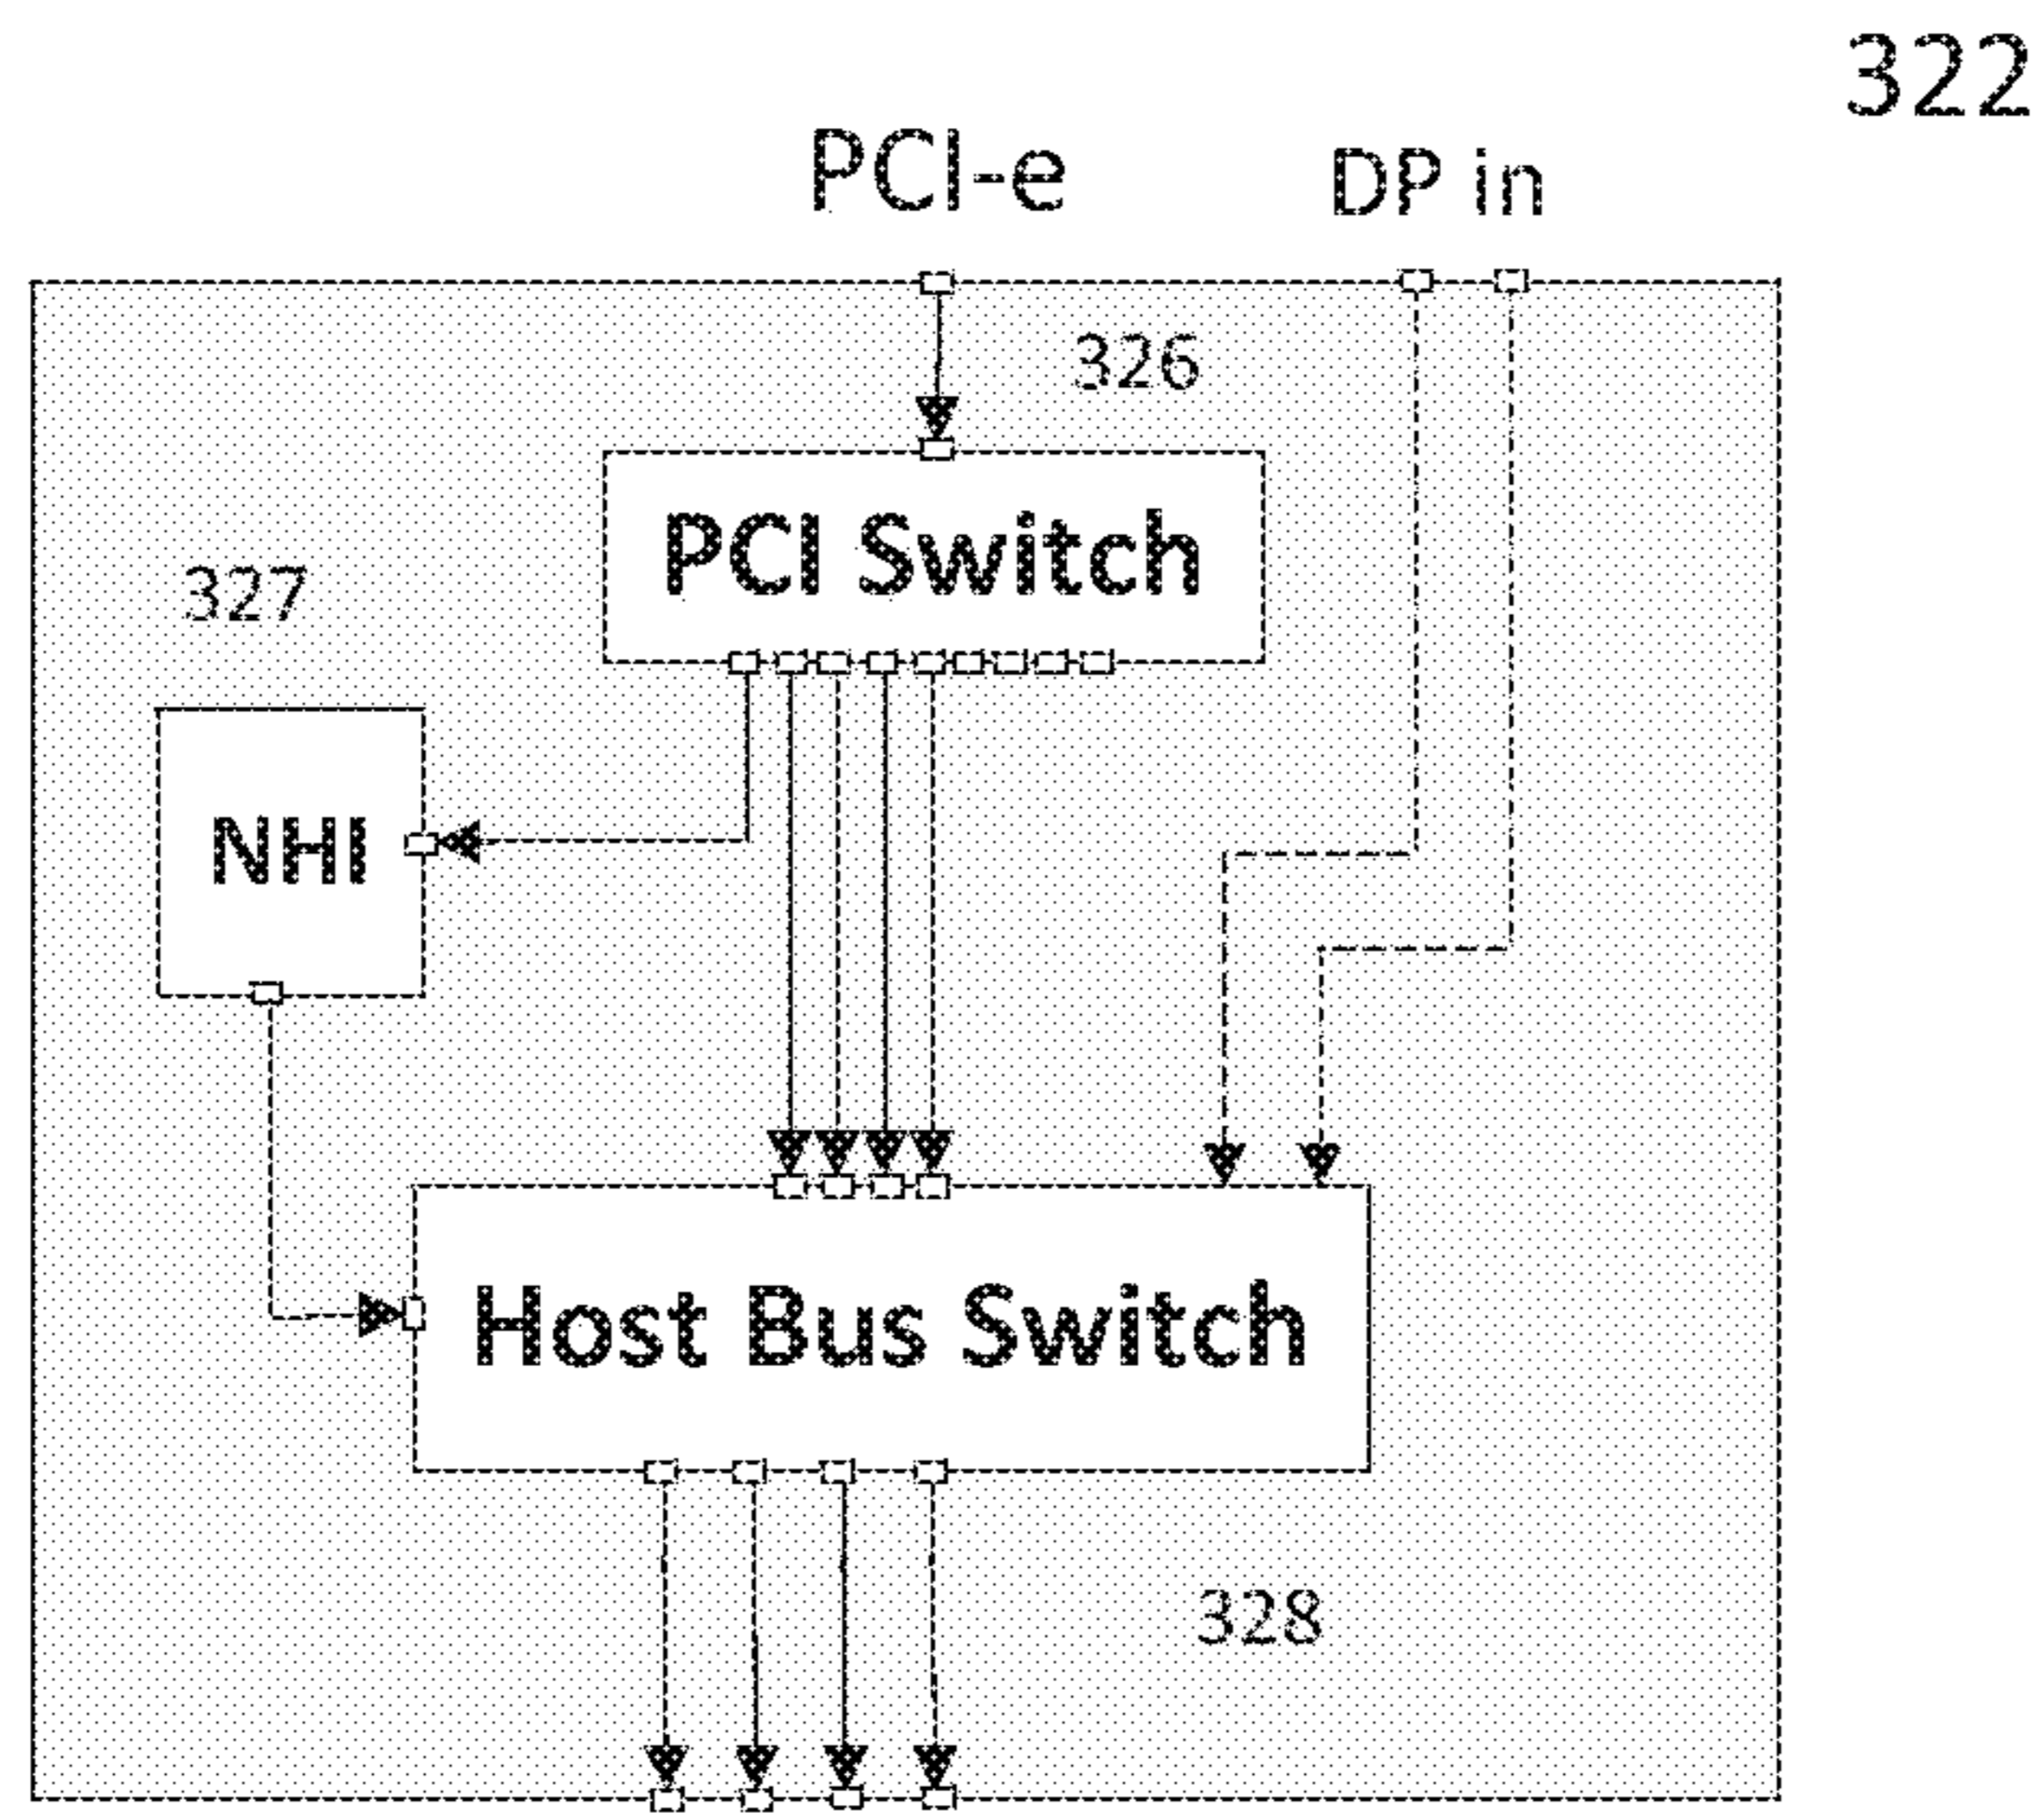 322
PCI-e
DP in
326
PCI Switch
327
NHI
Host Bus Switch
328